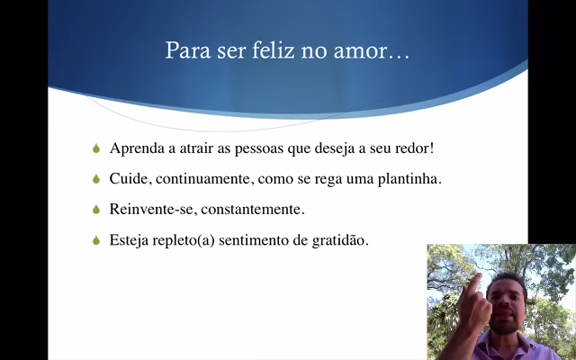 Para ser feliz no amor...
Aprenda a atrair as pessoas que deseja a seu redor!
Cuide, continuamente, como se rega uma plantinha.
Reinvente-se, constantemente.
Esteja repleto(a) sentimento de gratidão.